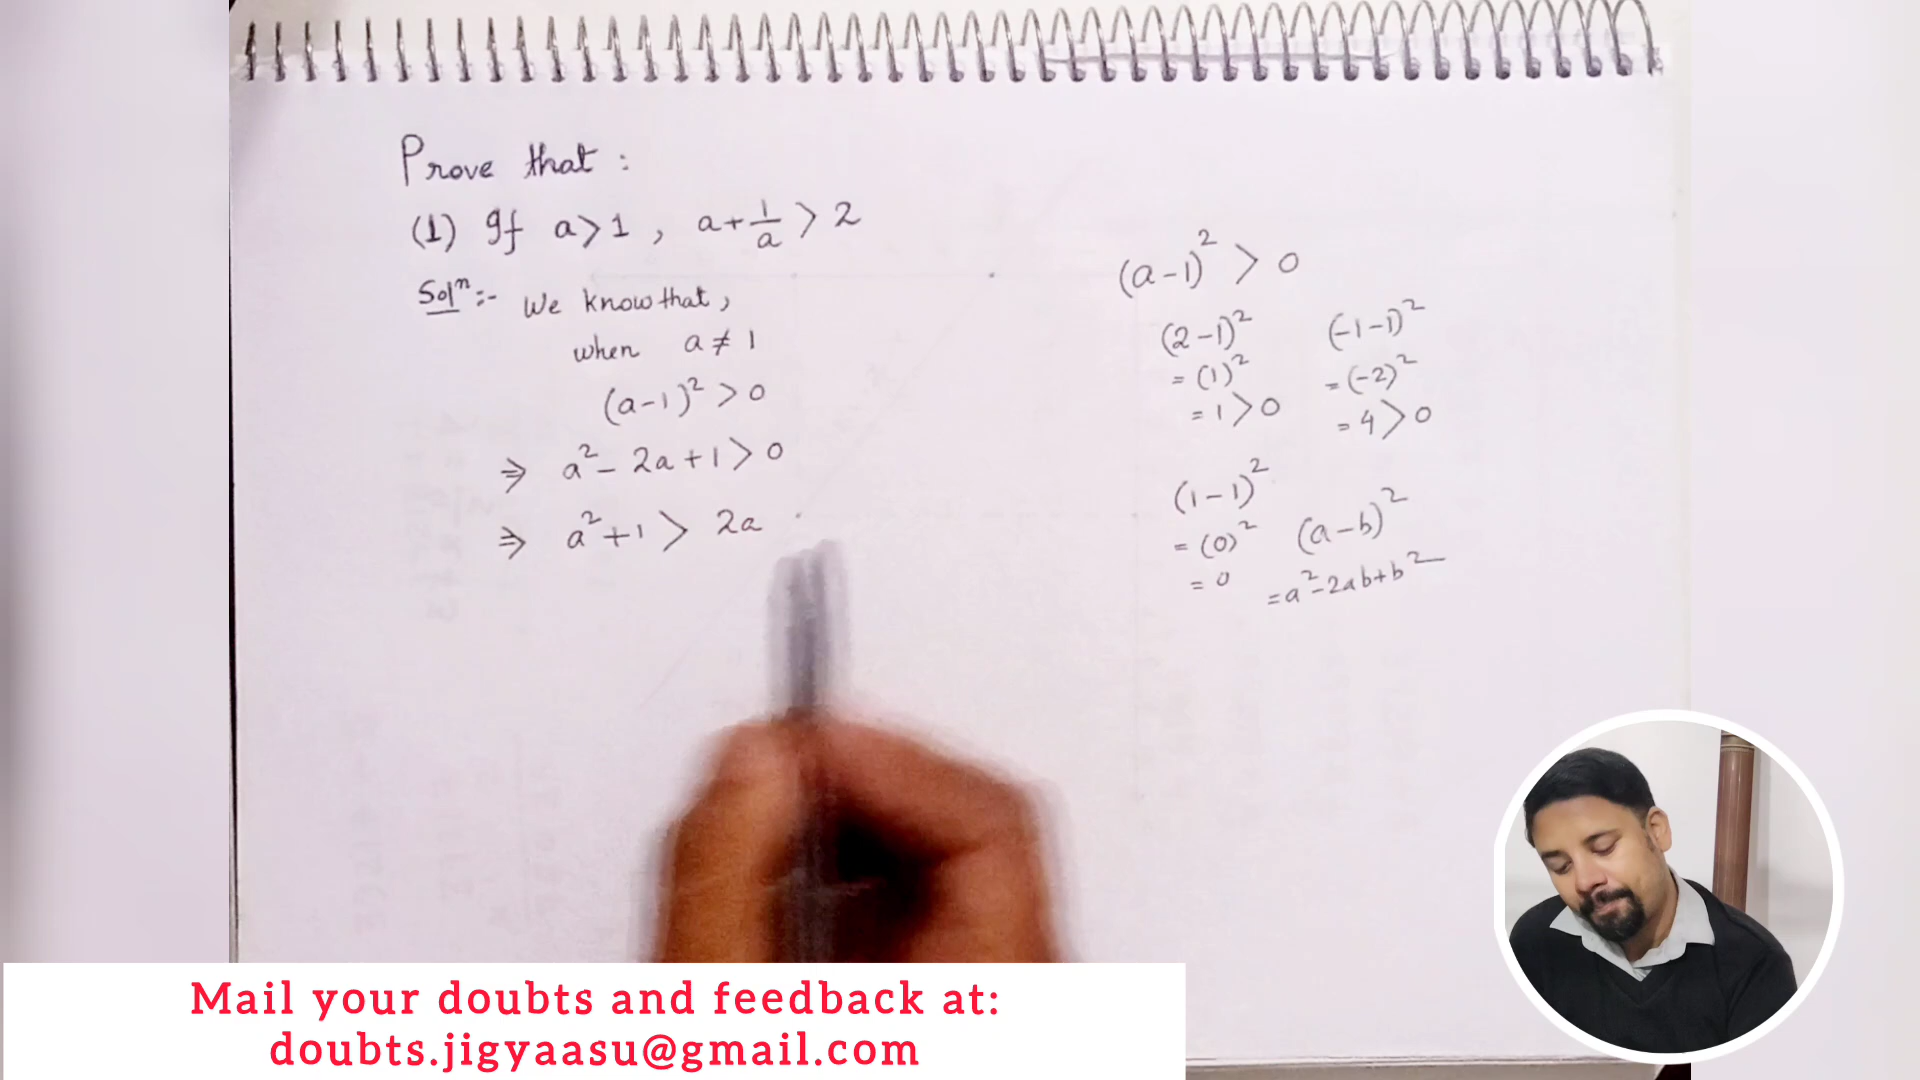 Prove that :
(1) If a > 1 , a + 1/a > 2
Solⁿ :- We know that ,
when a ≠ 1
(a-1)² > 0
⇒ a² - 2a + 1 > 0
⇒ a² + 1 > 2a
(a-1)² > 0
(2-1)²
= (1)²
= 1 > 0
(-1-1)²
= (-2)²
= 4 > 0
(1-1)²
= (0)²
= 0
(a-b)²
= a² - 2ab + b²
Mail your doubts and feedback at:
doubts.jigyaasu@gmail.com